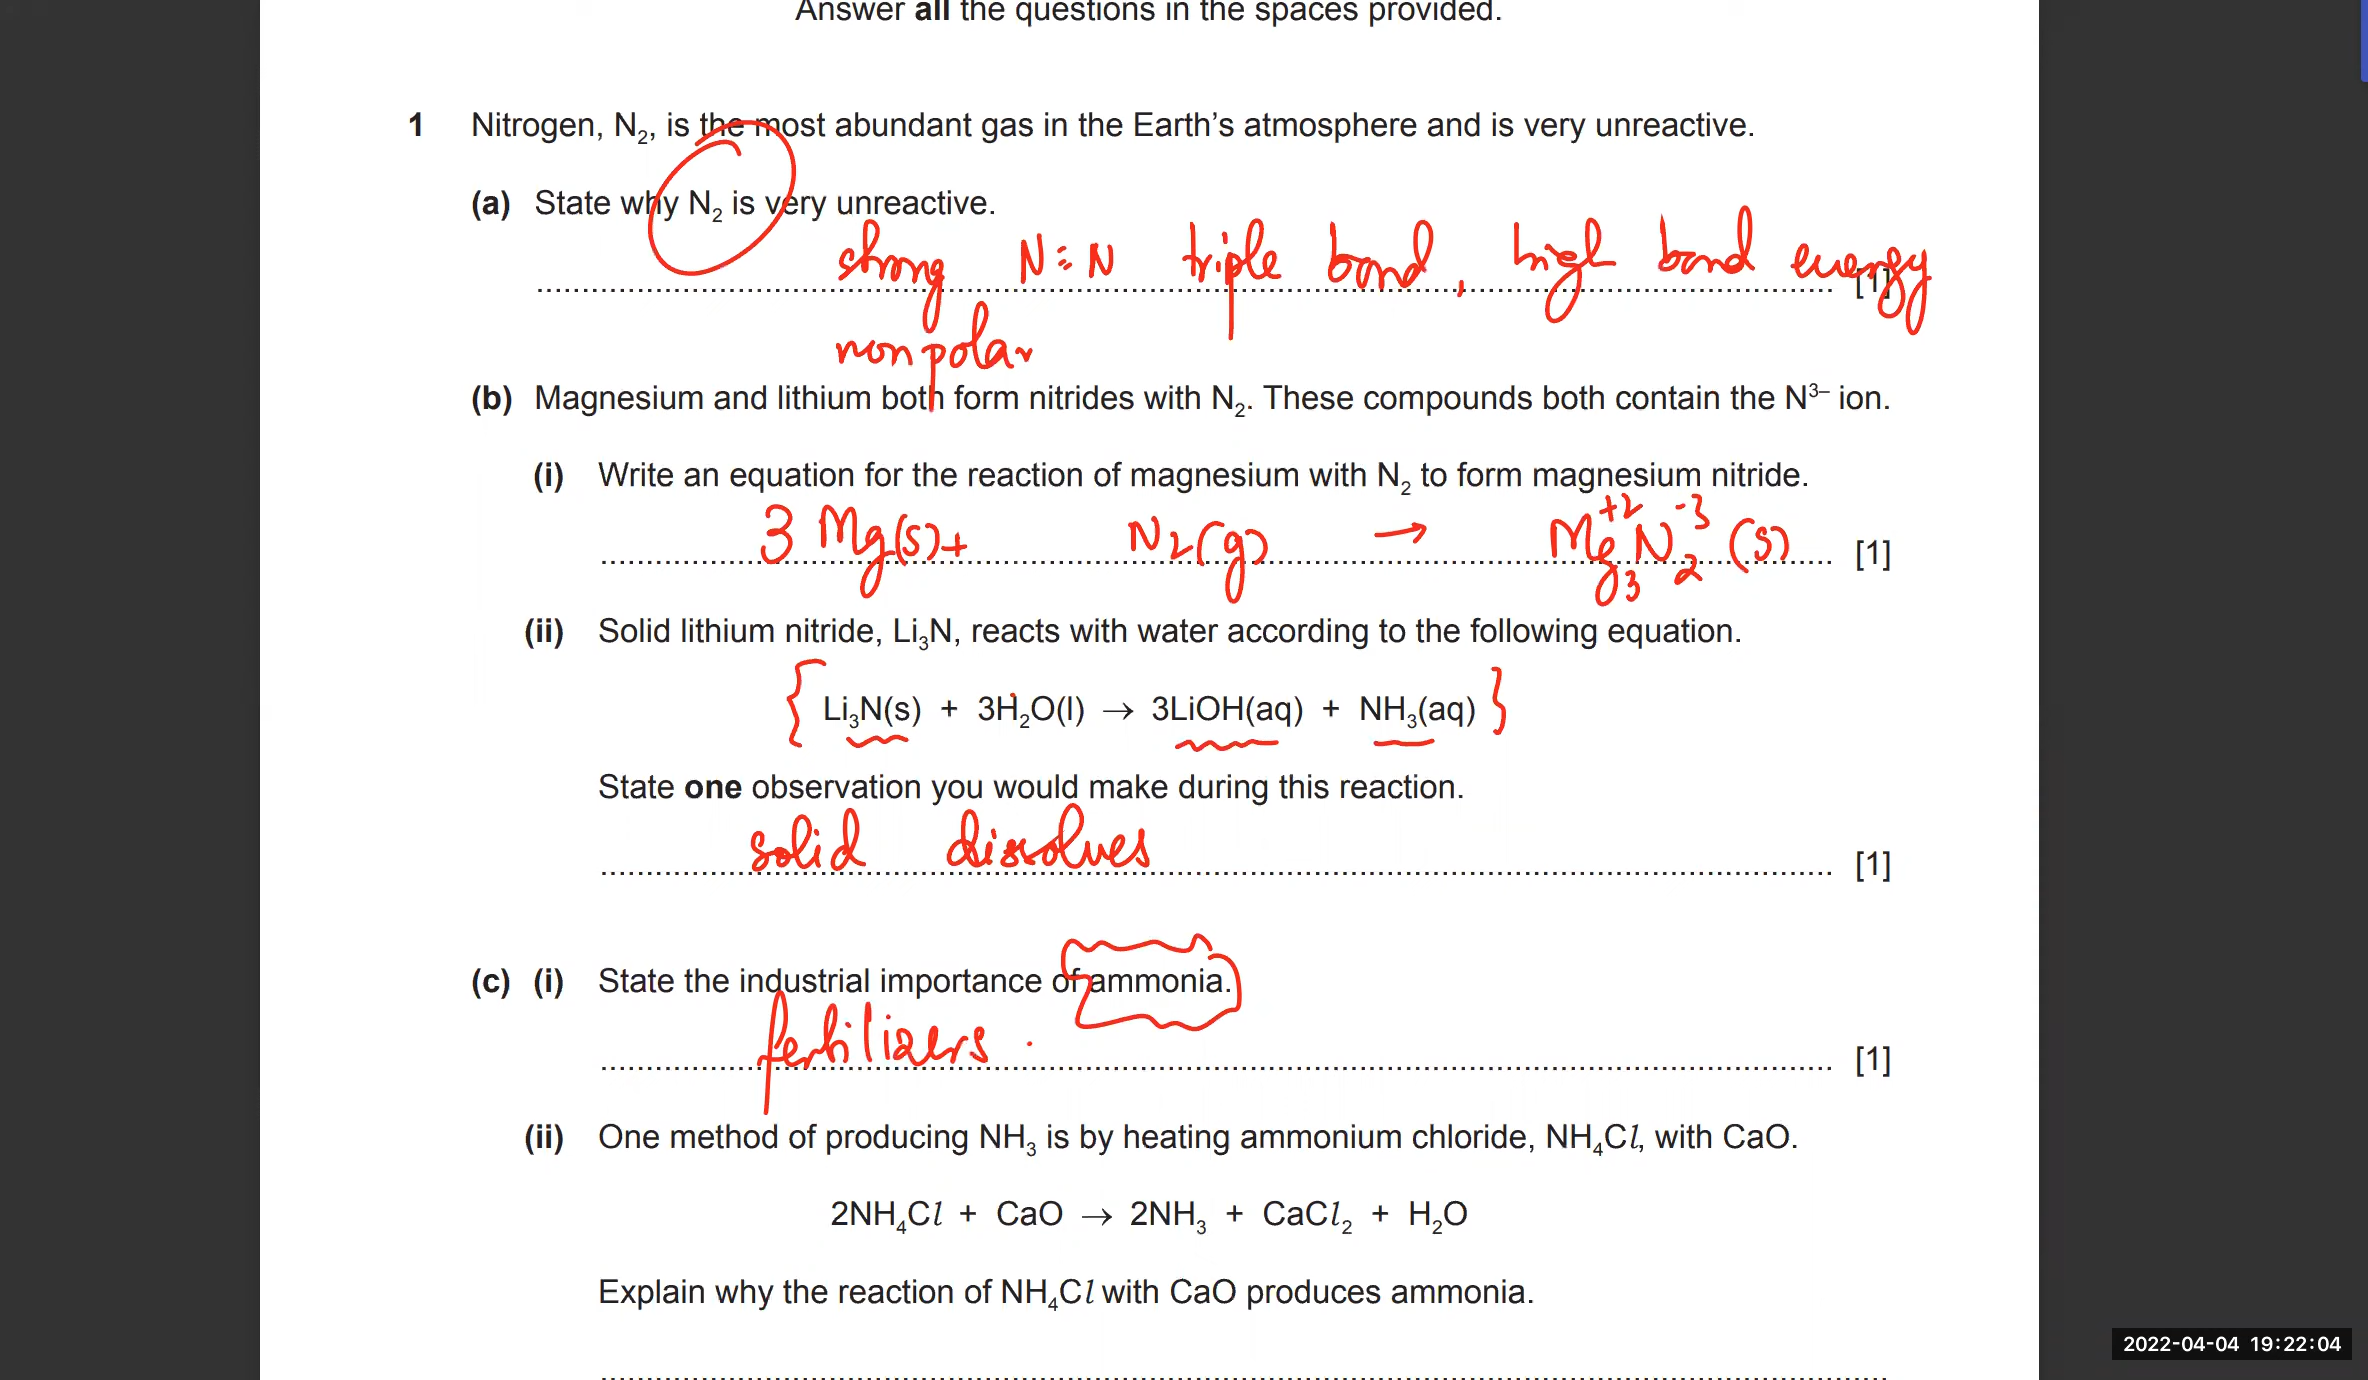 Answer all the questions in the spaces provided.
1 Nitrogen, N₂, is the most abundant gas in the Earth's atmosphere and is very unreactive.
(a) State why N₂ is very unreactive.
strong N≡N triple bond, high bond energy [1]
nonpolar
(b) Magnesium and lithium both form nitrides with N₂. These compounds both contain the N³⁻ ion.
(i) Write an equation for the reaction of magnesium with N₂ to form magnesium nitride.
+2 -3
3 Mg(s) + N₂(g) → Mg₃N₂(s) [1]
(ii) Solid lithium nitride, Li₃N, reacts with water according to the following equation.
{ Li₃N(s) + 3H₂O(l) → 3LiOH(aq) + NH₃(aq) }
State one observation you would make during this reaction.
solid dissolves [1]
(c) (i) State the industrial importance of ammonia.
fertilizers. [1]
(ii) One method of producing NH₃ is by heating ammonium chloride, NH₄Cl, with CaO.
2NH₄Cl + CaO → 2NH₃ + CaCl₂ + H₂O
Explain why the reaction of NH₄Cl with CaO produces ammonia.
2022-04-04 19:22:04